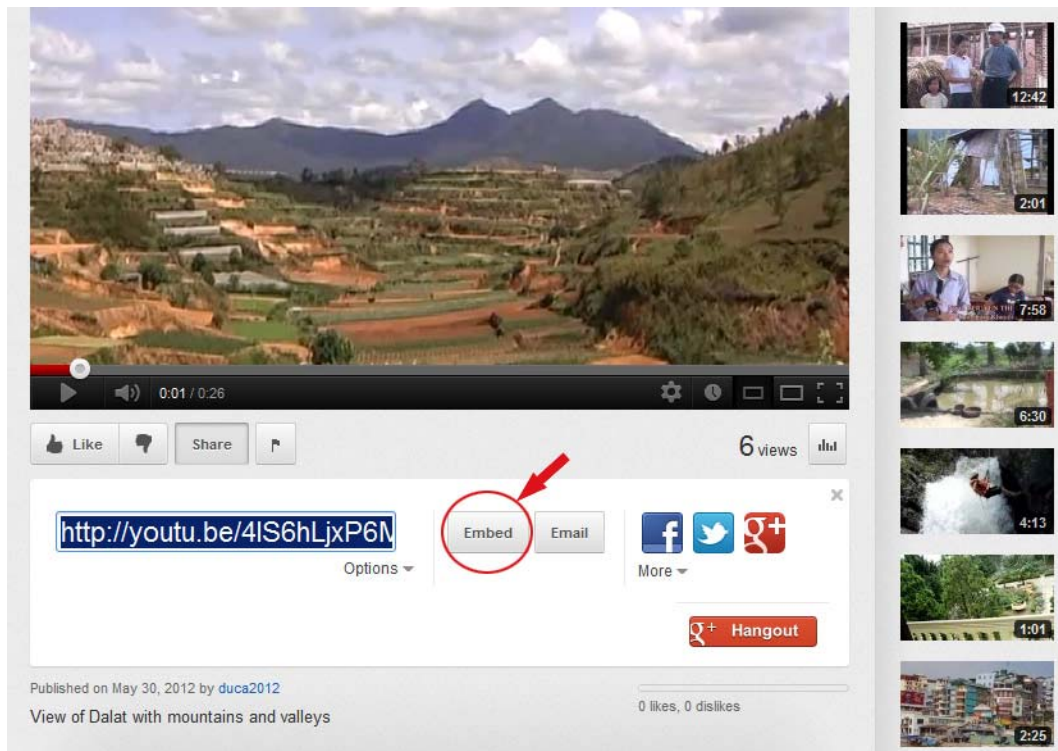 12:42
2:01
7:58
6:30
4:13
1:01
2:25
0:01 / 0:26
Like
Share
6 views
http://youtu.be/4lS6hLjxP6M
Embed
Email
Options
More
g+ Hangout
Published on May 30, 2012 by duca2012
View of Dalat with mountains and valleys
0 likes, 0 dislikes